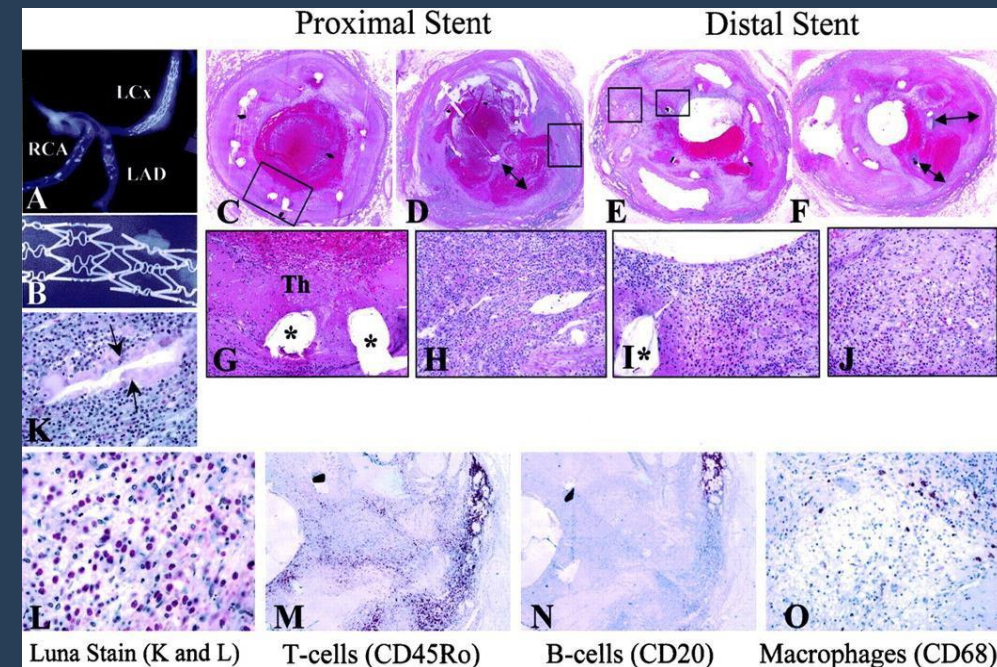 Proximal Stent
Distal Stent
LCx
RCA
LAD
A
B
C
D
E
F
Th
*
*
*
G
H
I
J
K
L
M
N
O
Luna Stain (K and L)
T-cells (CD45Ro)
B-cells (CD20)
Macrophages (CD68)